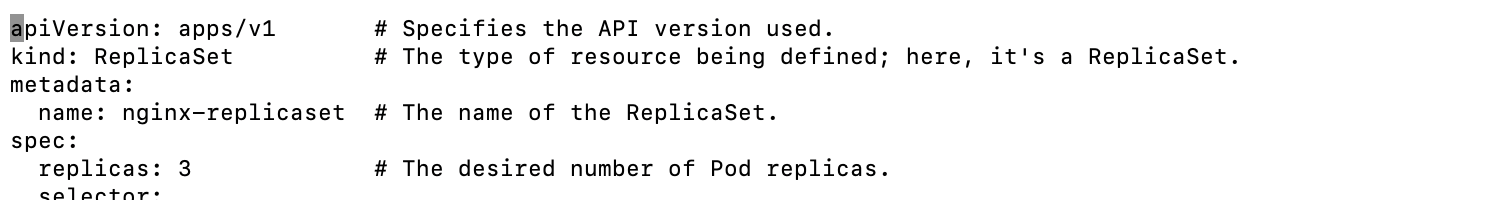 apiVersion: apps/v1       # Specifies the API version used.
kind: ReplicaSet          # The type of resource being defined; here, it's a ReplicaSet.
metadata:
  name: nginx-replicaset  # The name of the ReplicaSet.
spec:
  replicas: 3             # The desired number of Pod replicas.
  selector: